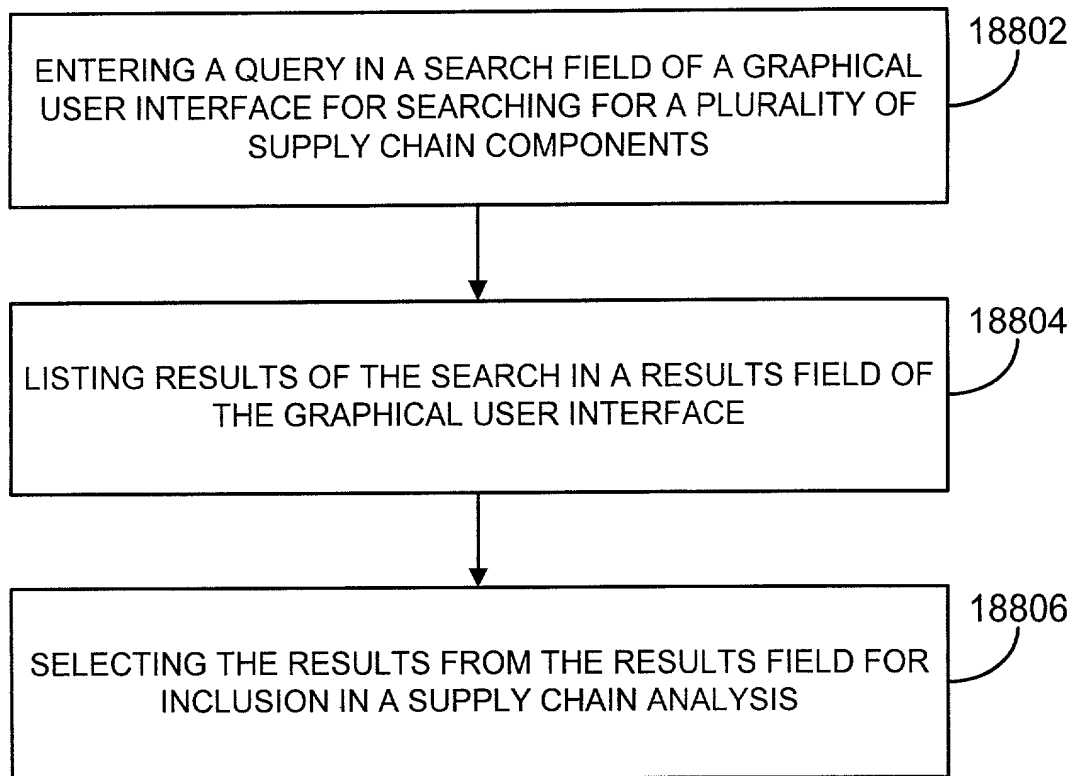 18802
ENTERING A QUERY IN A SEARCH FIELD OF A GRAPHICAL
USER INTERFACE FOR SEARCHING FOR A PLURALITY OF
SUPPLY CHAIN COMPONENTS
18804
LISTING RESULTS OF THE SEARCH IN A RESULTS FIELD OF
THE GRAPHICAL USER INTERFACE
18806
SELECTING THE RESULTS FROM THE RESULTS FIELD FOR
INCLUSION IN A SUPPLY CHAIN ANALYSIS